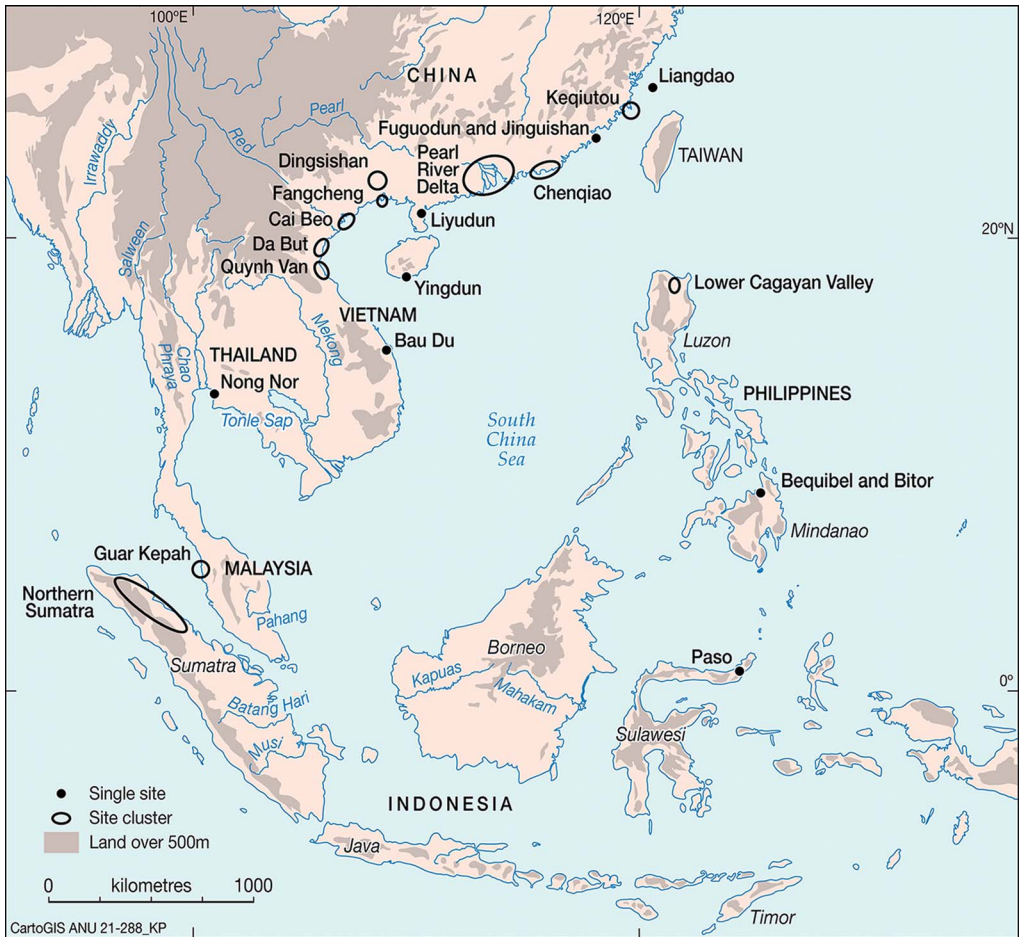 100°E
120°E
CHINA
Liangdao
Keqiutou
Pearl
Fuguodun and Jinguishan
Irrawaddy
Red
Dingsishan
Pearl
River
Delta
TAIWAN
Fangcheng
Chenqiao
Cai Beo
Liyudun
20°N
Salween
Da But
Quynh Van
Yingdun
Lower Cagayan Valley
VIETNAM
Mekong
Bau Du
Luzon
Chao
Phraya
THAILAND
Nong Nor
PHILIPPINES
Tonle Sap
South
China
Sea
Bequibel and Bitor
Mindanao
Guar Kepah
MALAYSIA
Northern
Sumatra
Pahang
Borneo
Paso
Sumatra
Kapuas
Mahakam
0°
Batang Hari
Musi
Sulawesi
Single site
INDONESIA
Site cluster
Land over 500m
Java
0 kilometres 1000
Timor
CartoGIS ANU 21-288_KP